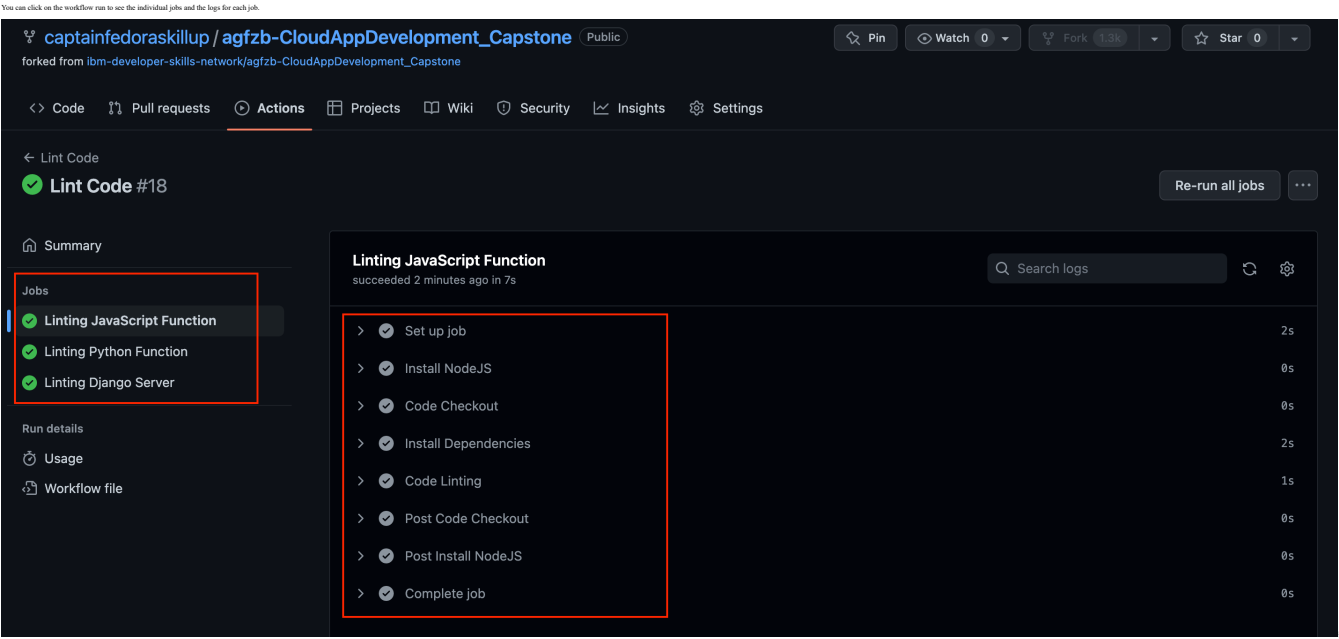 You can click on the workflow run to see the individual jobs and the logs for each job.
captainfedoraskillup / agfzb-CloudAppDevelopment_Capstone Public
Pin Watch 0 Fork 1.3k Star 0
forked from ibm-developer-skills-network/agfzb-CloudAppDevelopment_Capstone
Code Pull requests Actions Projects Wiki Security Insights Settings
← Lint Code
Lint Code #18
Re-run all jobs ...
Summary
Jobs
Linting JavaScript Function
Linting Python Function
Linting Django Server
Run details
Usage
Workflow file
Linting JavaScript Function
succeeded 2 minutes ago in 7s
Search logs
Set up job 2s
Install NodeJS 0s
Code Checkout 0s
Install Dependencies 2s
Code Linting 1s
Post Code Checkout 0s
Post Install NodeJS 0s
Complete job 0s